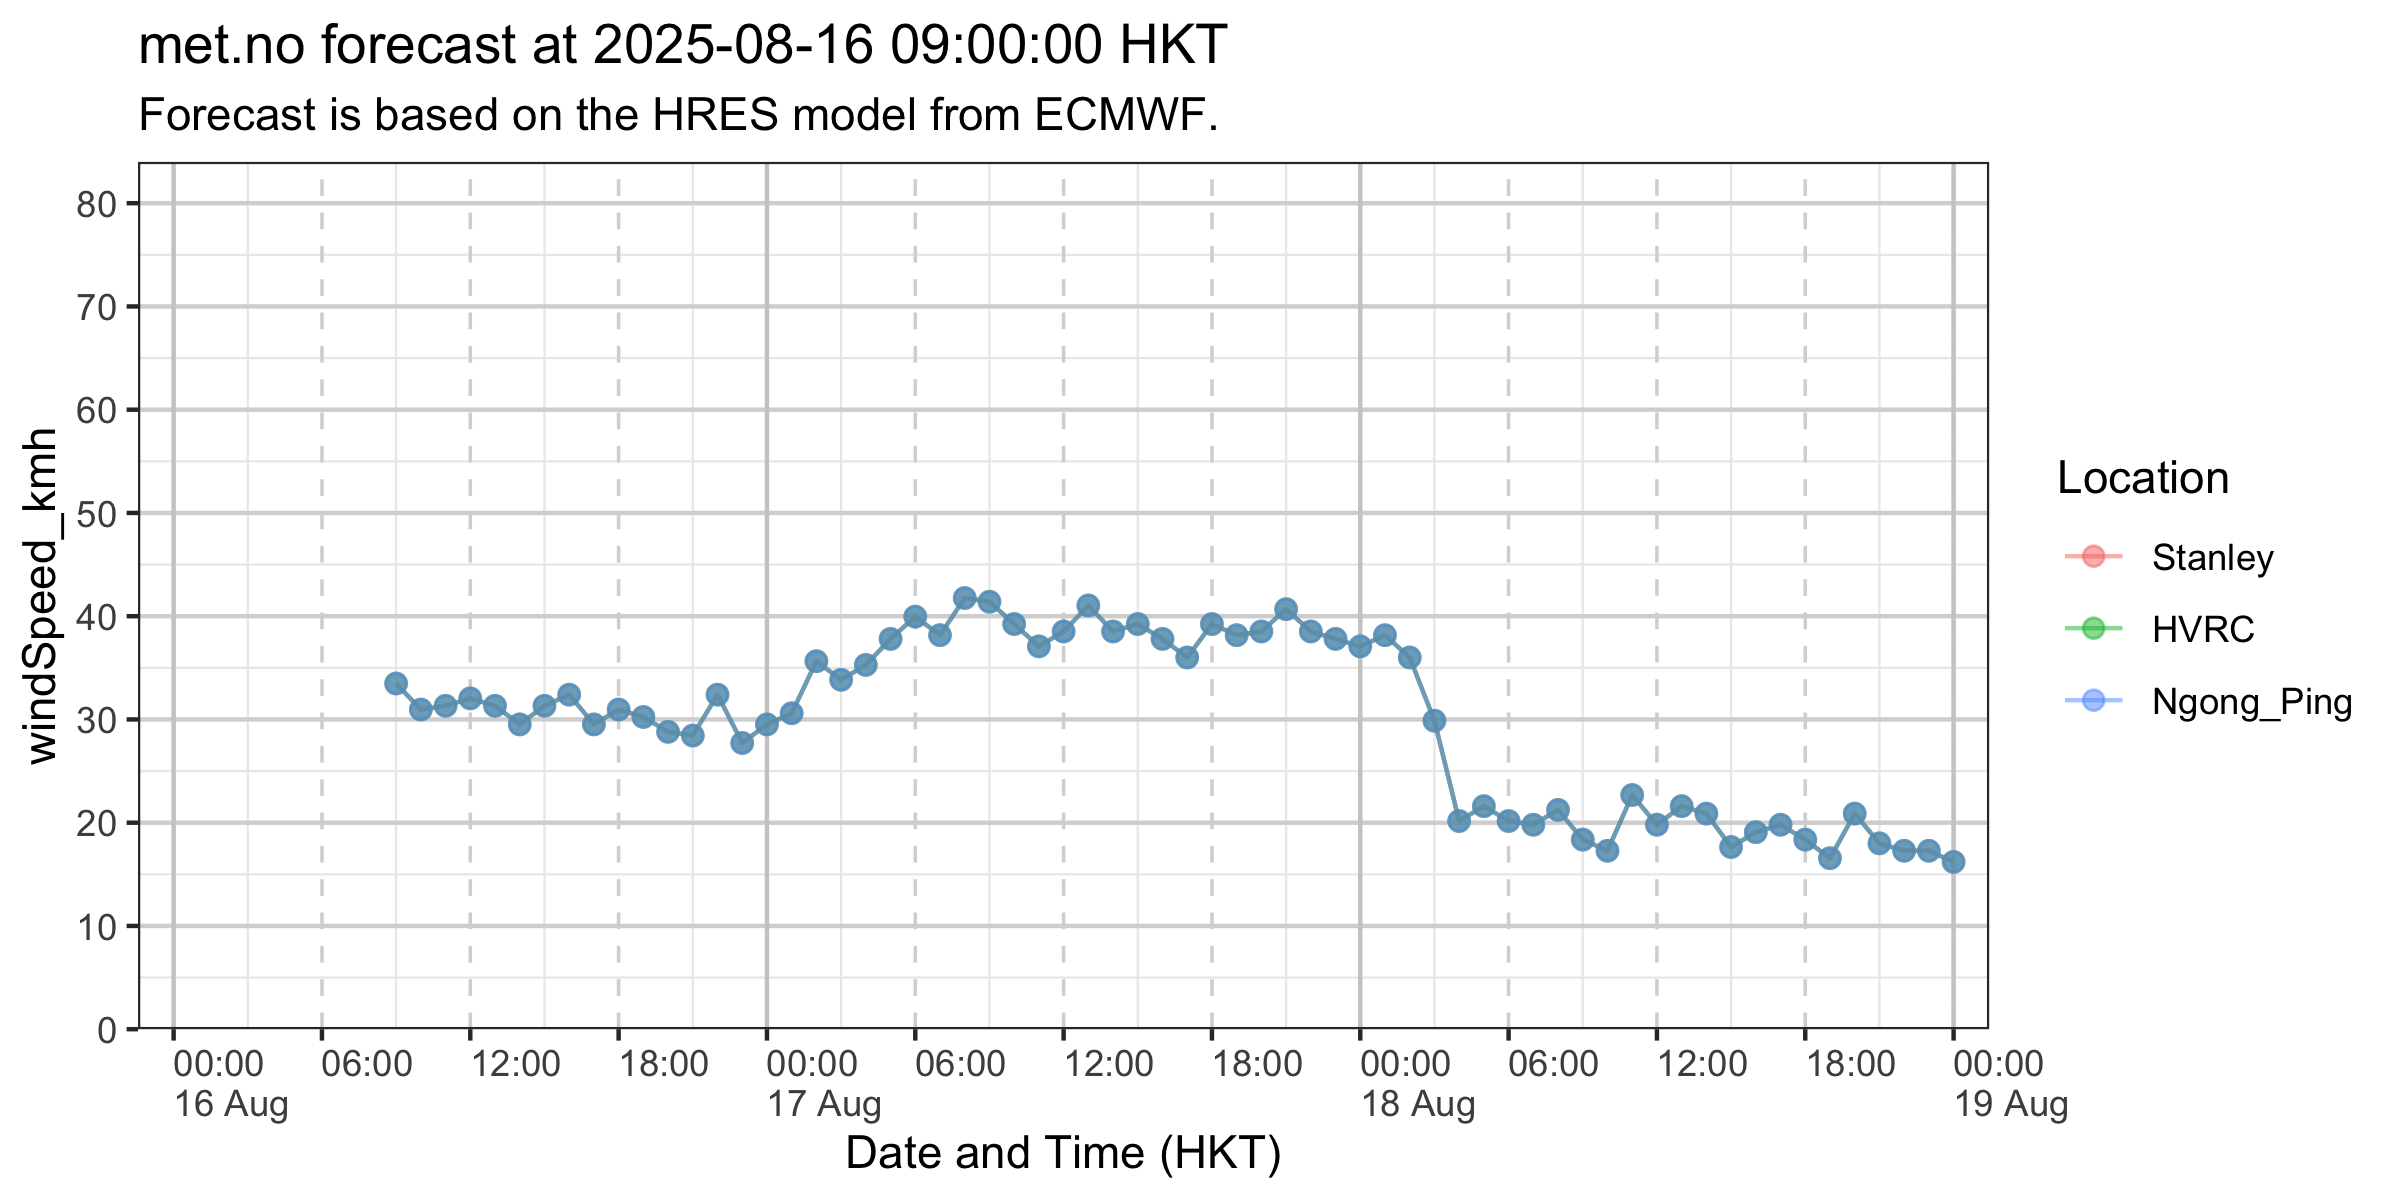 met.no forecast at 2025-08-16 09:00:00 HKT
Forecast is based on the HRES model from ECMWF.
windSpeed_kmh
80
70
60
50
40
30
20
10
0
00:00 06:00 12:00 18:00 00:00 06:00 12:00 18:00 00:00 06:00 12:00 18:00 00:00
16 Aug 17 Aug 18 Aug 19 Aug
Date and Time (HKT)
Location
Stanley
HVRC
Ngong_Ping